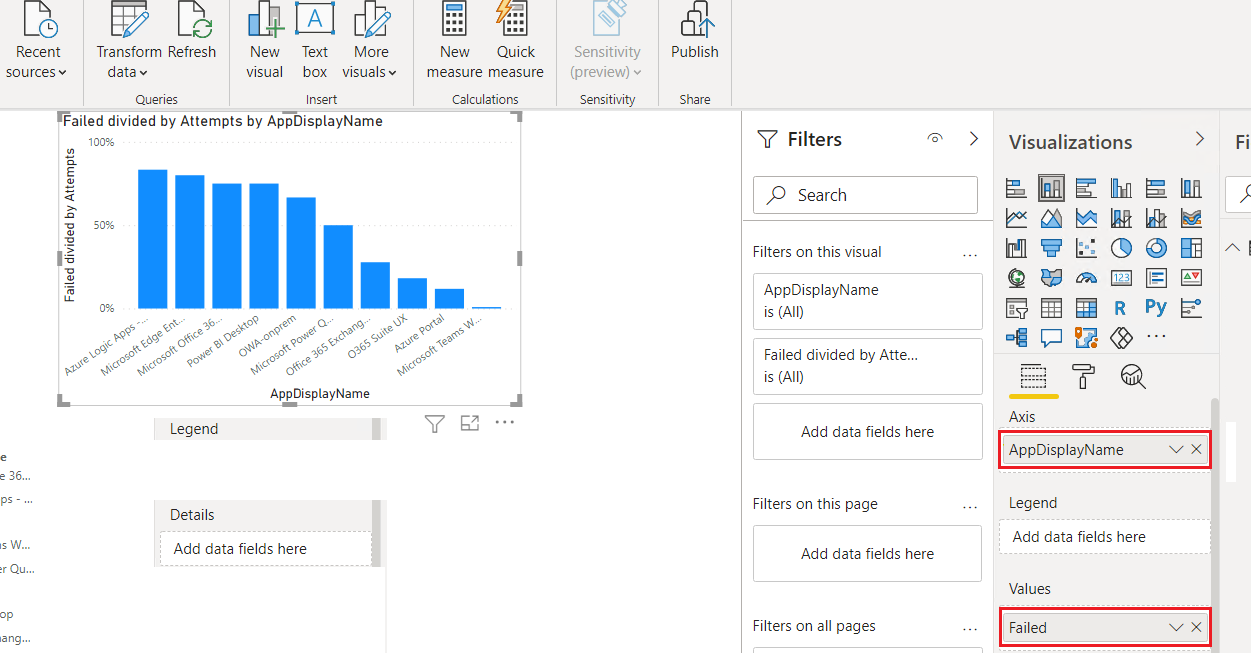 Recent
sources
Transform
data
Refresh
Queries
New
visual
Text
box
More
visuals
Insert
New
measure
Quick
measure
Calculations
Sensitivity
(preview)
Sensitivity
Publish
Share
Failed divided by Attempts by AppDisplayName
Failed divided by Attempts
100%
50%
0%
Azure Logic Apps -...
Microsoft Edge Ent...
Microsoft Office 36...
Power BI Desktop
OWA-onprem
Microsoft Power Q...
Office 365 Exchang...
O365 Suite UX
Azure Portal
Microsoft Teams W...
AppDisplayName
Legend
Details
Add data fields here
e
e 36...
ps - ...
s W...
er Qu...
op
ang...
Filters
Search
Filters on this visual
...
AppDisplayName
is (All)
Failed divided by Atte...
is (All)
Add data fields here
Filters on this page
...
Add data fields here
Filters on all pages
...
Visualizations
123
R
Py
...
Axis
AppDisplayName
Legend
Add data fields here
Values
Failed
Fi